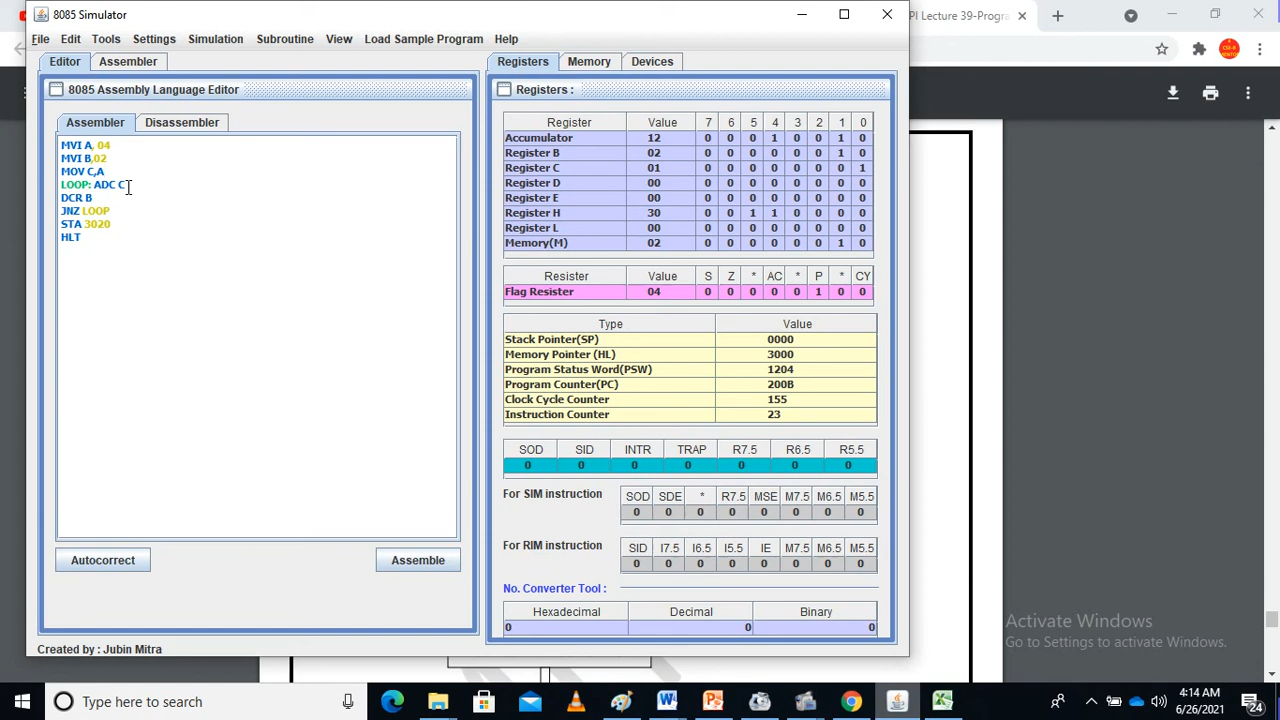 8085 Simulator
PI Lecture 39-Progra
File Edit Tools Settings Simulation Subroutine View Load Sample Program Help
Editor Assembler
Registers Memory Devices
8085 Assembly Language Editor
Registers :
Assembler Disassembler
MVI A, 04
MVI B,02
MOV C,A
LOOP: ADC C
DCR B
JNZ LOOP
STA 3020
HLT
Autocorrect Assemble
Register Value 7 6 5 4 3 2 1 0
Accumulator 12 0 0 0 1 0 0 1 0
Register B 02 0 0 0 0 0 0 1 0
Register C 01 0 0 0 0 0 0 0 1
Register D 00 0 0 0 0 0 0 0 0
Register E 00 0 0 0 0 0 0 0 0
Register H 30 0 0 1 1 0 0 0 0
Register L 00 0 0 0 0 0 0 0 0
Memory(M) 02 0 0 0 0 0 0 1 0
Resister Value S Z * AC * P * CY
Flag Resister 04 0 0 0 0 0 1 0 0
Type Value
Stack Pointer(SP) 0000
Memory Pointer (HL) 3000
Program Status Word(PSW) 1204
Program Counter(PC) 200B
Clock Cycle Counter 155
Instruction Counter 23
SOD SID INTR TRAP R7.5 R6.5 R5.5
0 0 0 0 0 0 0
For SIM instruction
SOD SDE * R7.5 MSE M7.5 M6.5 M5.5
0 0 0 0 0 0 0 0
For RIM instruction
SID I7.5 I6.5 I5.5 IE M7.5 M6.5 M5.5
0 0 0 0 0 0 0 0
No. Converter Tool :
Hexadecimal Decimal Binary
0 0 0
Created by : Jubin Mitra
Activate Windows
Go to Settings to activate Windows.
Type here to search
4:14 AM
6/26/2021
24